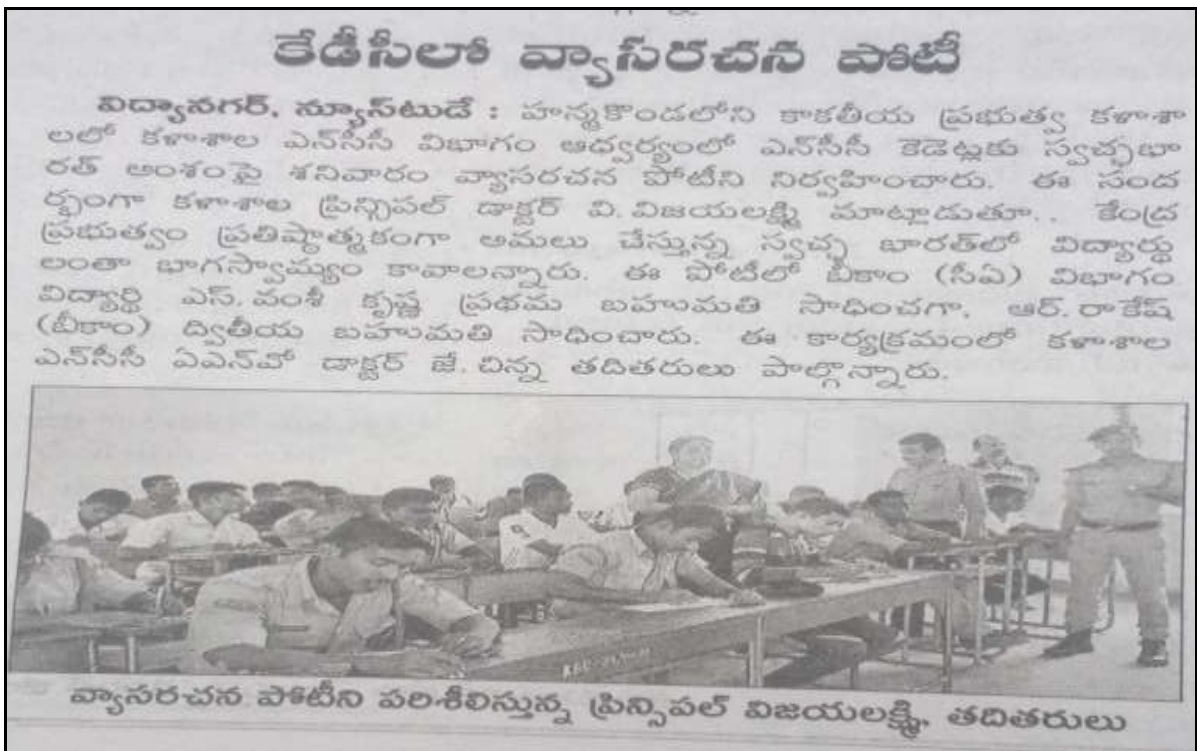 కేడీసీలో వ్యాసరచన పోటీ
విద్యానగర్, న్యూస్‌టుడే : హన్మకొండలోని కాకతీయ ప్రభుత్వ కళాశా
లలో కళాశాల ఎన్‌సీసీ విభాగం ఆధ్వర్యంలో ఎన్‌సీసీ కెడెట్లకు స్వచ్ఛభా
రత్ అంశంపై శనివారం వ్యాసరచన పోటీని నిర్వహించారు. ఈ సంద
ర్భంగా కళాశాల ప్రిన్సిపల్ డాక్టర్ వి.విజయలక్ష్మి మాట్లాడుతూ.. కేంద్ర
ప్రభుత్వం ప్రతిష్ఠాత్మకంగా అమలు చేస్తున్న స్వచ్ఛ భారత్‌లో విద్యార్థు
లంతా భాగస్వామ్యం కావాలన్నారు. ఈ పోటీలో బీకాం (సీఏ) విభాగం
విద్యార్థి ఎస్.వంశీ కృష్ణ ప్రథమ బహుమతి సాధించగా, ఆర్.రాకేష్
(బీకాం) ద్వితీయ బహుమతి సాధించారు. ఈ కార్యక్రమంలో కళాశాల
ఎన్‌సీసీ ఏఎన్‌వో డాక్టర్ జే.చిన్న తదితరులు పాల్గొన్నారు.
వ్యాసరచన పోటీని పరిశీలిస్తున్న ప్రిన్సిపల్ విజయలక్ష్మి, తదితరులు